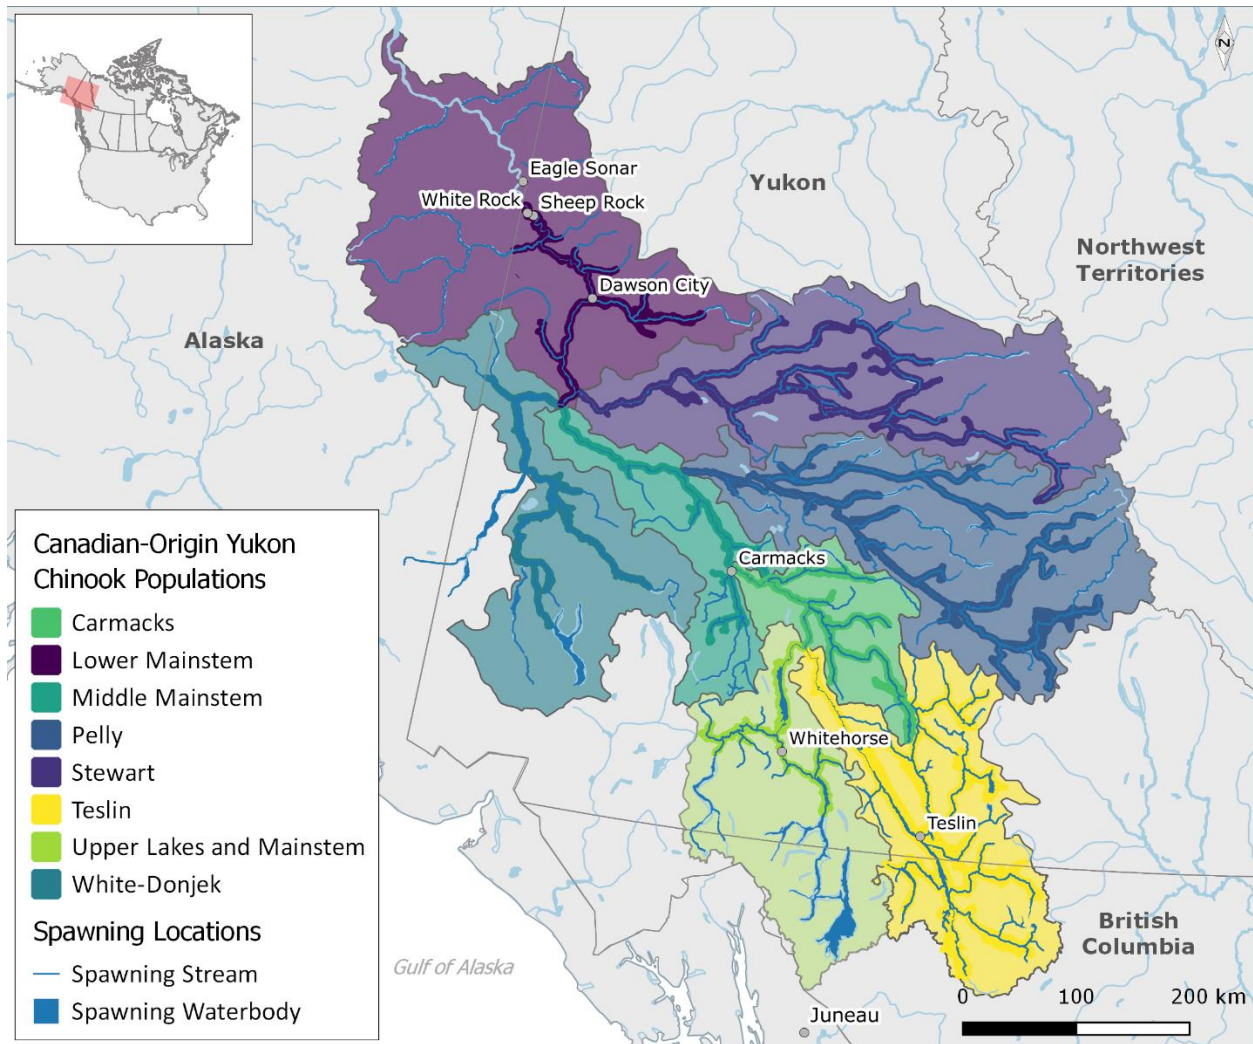 N
Eagle Sonar
White Rock
Sheep Rock
Yukon
Northwest
Territories
Dawson City
Alaska
Carmacks
Whitehorse
Teslin
British
Columbia
Gulf of Alaska
Juneau
0 100 200 km
Canadian-Origin Yukon
Chinook Populations
Carmacks
Lower Mainstem
Middle Mainstem
Pelly
Stewart
Teslin
Upper Lakes and Mainstem
White-Donjek
Spawning Locations
Spawning Stream
Spawning Waterbody